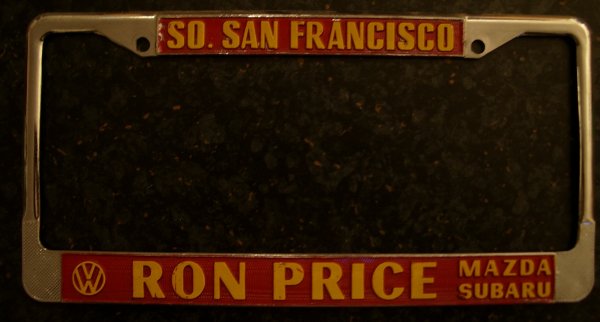 SO. SAN FRANCISCO
VW RON PRICE MAZDA
SUBARU